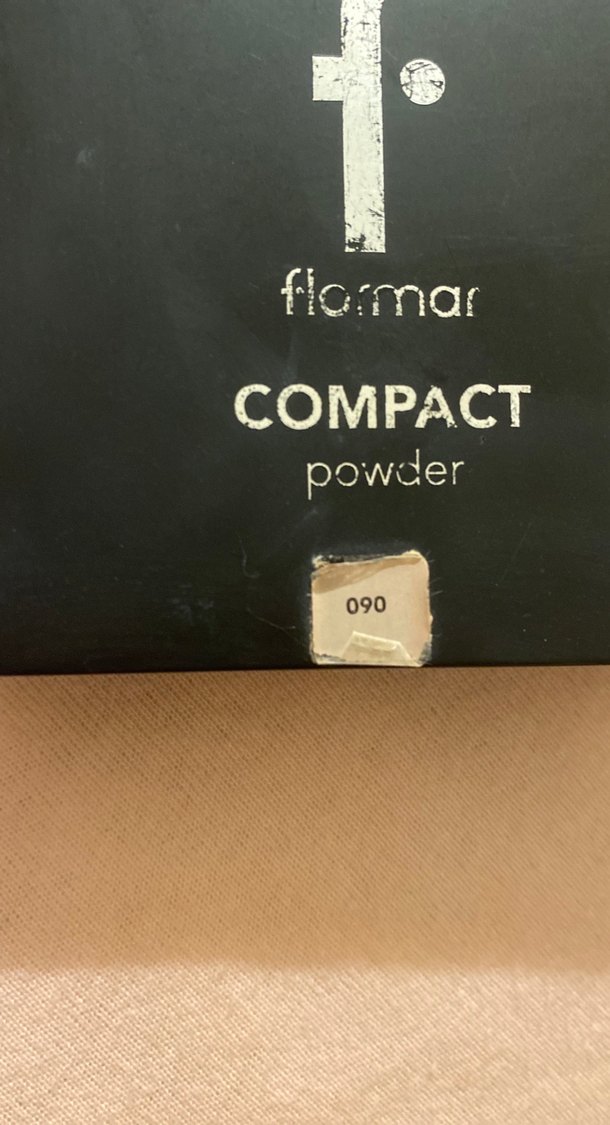 f.
flormar
COMPACT
powder
090